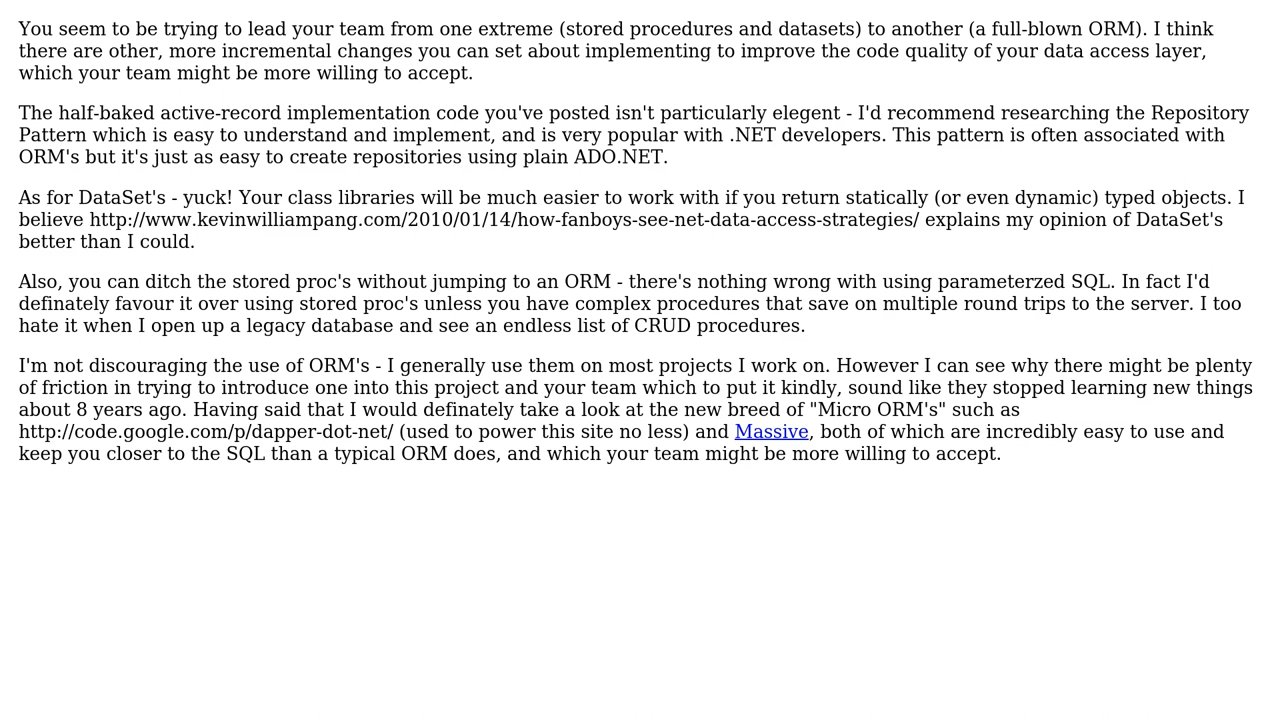 You seem to be trying to lead your team from one extreme (stored procedures and datasets) to another (a full-blown ORM). I think
there are other, more incremental changes you can set about implementing to improve the code quality of your data access layer,
which your team might be more willing to accept.
The half-baked active-record implementation code you've posted isn't particularly elegent - I'd recommend researching the Repository
Pattern which is easy to understand and implement, and is very popular with .NET developers. This pattern is often associated with
ORM's but it's just as easy to create repositories using plain ADO.NET.
As for DataSet's - yuck! Your class libraries will be much easier to work with if you return statically (or even dynamic) typed objects. I
believe http://www.kevinwilliampang.com/2010/01/14/how-fanboys-see-net-data-access-strategies/ explains my opinion of DataSet's
better than I could.
Also, you can ditch the stored proc's without jumping to an ORM - there's nothing wrong with using parameterzed SQL. In fact I'd
definately favour it over using stored proc's unless you have complex procedures that save on multiple round trips to the server. I too
hate it when I open up a legacy database and see an endless list of CRUD procedures.
I'm not discouraging the use of ORM's - I generally use them on most projects I work on. However I can see why there might be plenty
of friction in trying to introduce one into this project and your team which to put it kindly, sound like they stopped learning new things
about 8 years ago. Having said that I would definately take a look at the new breed of "Micro ORM's" such as
http://code.google.com/p/dapper-dot-net/ (used to power this site no less) and Massive, both of which are incredibly easy to use and
keep you closer to the SQL than a typical ORM does, and which your team might be more willing to accept.